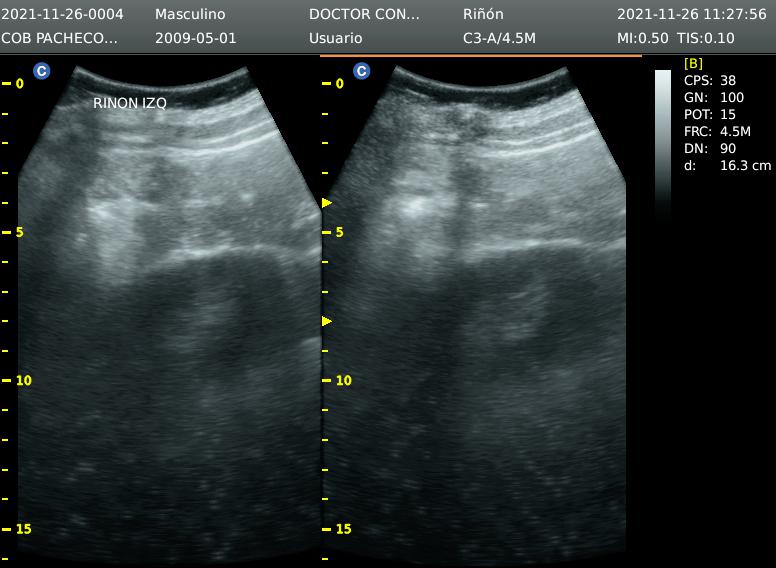 2021-11-26-0004 Masculino DOCTOR CON... Riñón 2021-11-26 11:27:56
COB PACHECO... 2009-05-01 Usuario C3-A/4.5M MI:0.50 TIS:0.10
C
RINON IZQ
0
5
10
15
C
0
5
10
15
[B]
CPS: 38
GN: 100
POT: 15
FRC: 4.5M
DN: 90
d: 16.3 cm